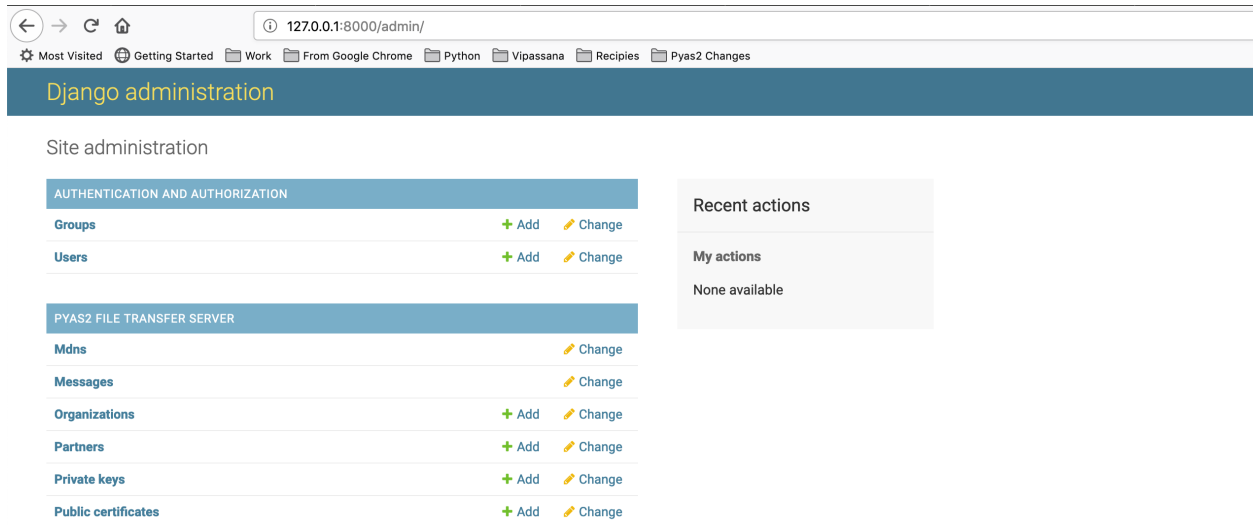 127.0.0.1:8000/admin/
Most Visited Getting Started Work From Google Chrome Python Vipassana Recipies Pyas2 Changes
Django administration
Site administration
AUTHENTICATION AND AUTHORIZATION
Groups Add Change
Users Add Change
PYAS2 FILE TRANSFER SERVER
Mdns Change
Messages Change
Organizations Add Change
Partners Add Change
Private keys Add Change
Public certificates Add Change
Recent actions
My actions
None available